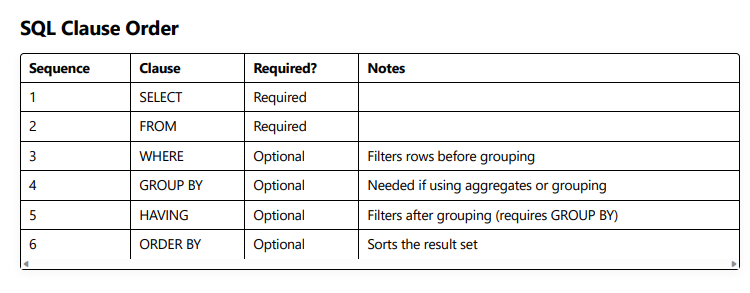 SQL Clause Order
Sequence Clause Required? Notes
1 SELECT Required
2 FROM Required
3 WHERE Optional Filters rows before grouping
4 GROUP BY Optional Needed if using aggregates or grouping
5 HAVING Optional Filters after grouping (requires GROUP BY)
6 ORDER BY Optional Sorts the result set